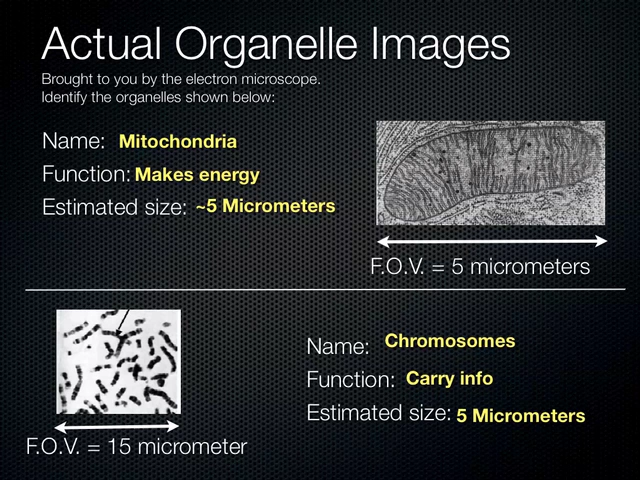 Actual Organelle Images
Brought to you by the electron microscope.
Identify the organelles shown below:
Name: Mitochondria
Function: Makes energy
Estimated size: ~5 Micrometers
F.O.V. = 5 micrometers
Name: Chromosomes
Function: Carry info
Estimated size: 5 Micrometers
F.O.V. = 15 micrometer